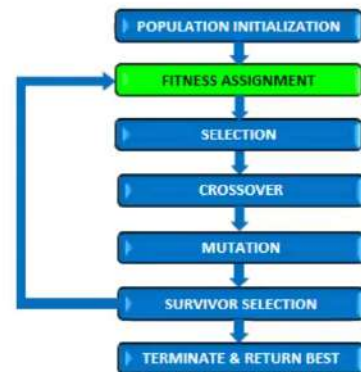 POPULATION INITIALIZATION
FITNESS ASSIGNMENT
SELECTION
CROSSOVER
MUTATION
SURVIVOR SELECTION
TERMINATE & RETURN BEST